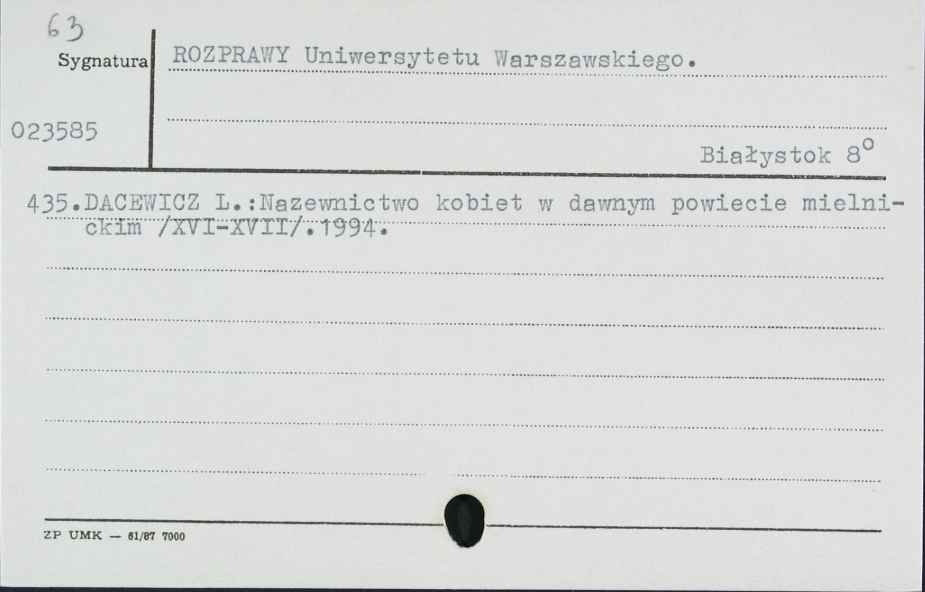 63
Sygnatura
ROZPRAWY Uniwersytetu Warszawskiego.
023585
Białystok 8⁰
435.DACEWICZ L.:Nazewnictwo kobiet w dawnym powiecie mielni-
ckim /XVI-XVII/.1994.
ZP UMK — 61/87 7000